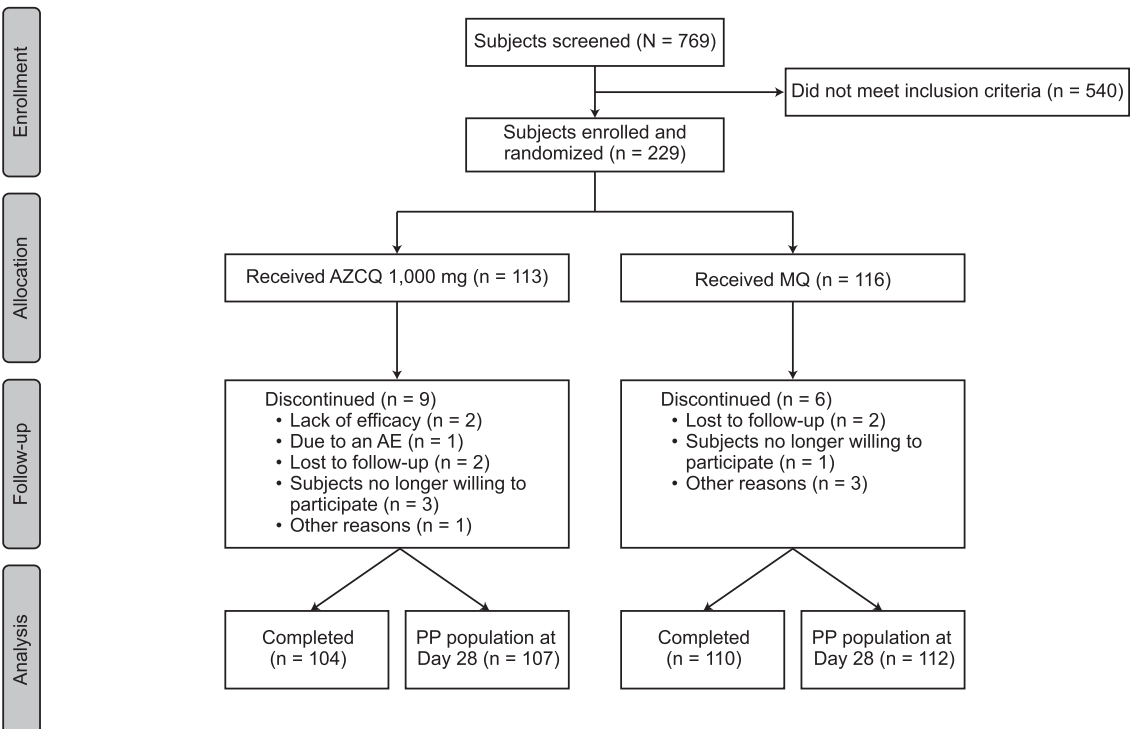 Enrollment
Subjects screened (N = 769)
Did not meet inclusion criteria (n = 540)
Subjects enrolled and
randomized (n = 229)
Allocation
Received AZCQ 1,000 mg (n = 113)
Received MQ (n = 116)
Follow-up
Discontinued (n = 9)
• Lack of efficacy (n = 2)
• Due to an AE (n = 1)
• Lost to follow-up (n = 2)
• Subjects no longer willing to
participate (n = 3)
• Other reasons (n = 1)
Discontinued (n = 6)
• Lost to follow-up (n = 2)
• Subjects no longer willing to
participate (n = 1)
• Other reasons (n = 3)
Analysis
Completed
(n = 104)
PP population at
Day 28 (n = 107)
Completed
(n = 110)
PP population at
Day 28 (n = 112)